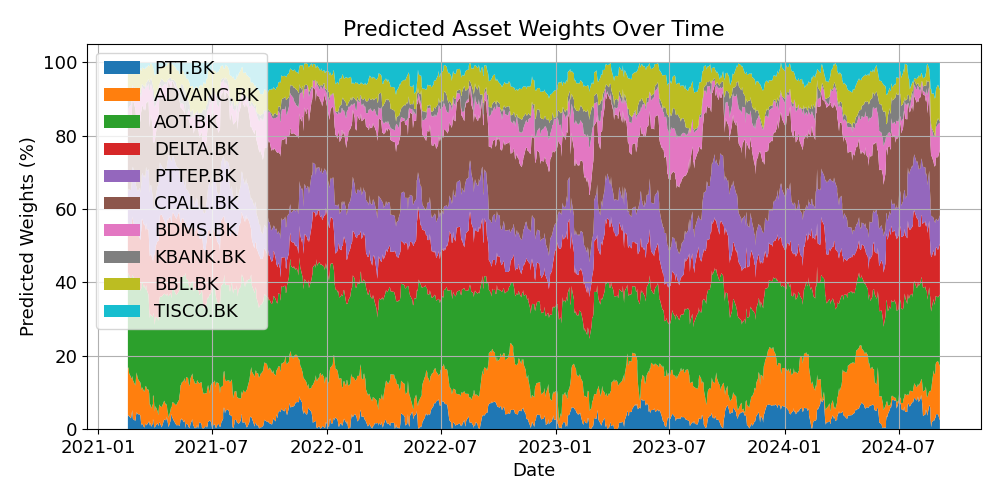 Predicted Asset Weights Over Time
Predicted Weights (%)
100
80
60
40
20
0
PTT.BK
ADVANC.BK
AOT.BK
DELTA.BK
PTTEP.BK
CPALL.BK
BDMS.BK
KBANK.BK
BBL.BK
TISCO.BK
2021-01 2021-07 2022-01 2022-07 2023-01 2023-07 2024-01 2024-07
Date